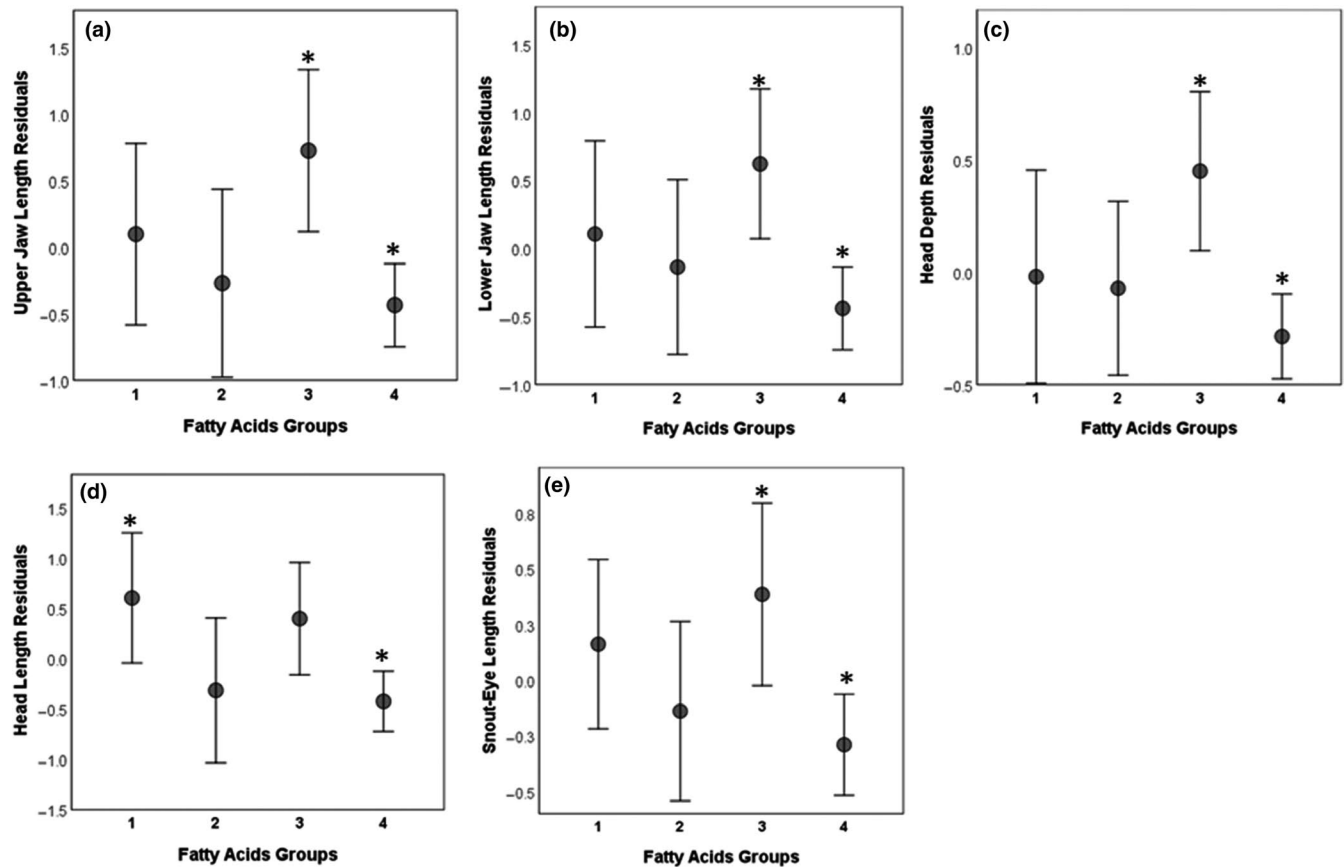 (a)
*
*
1.5
1.0
0.5
0.0
–0.5
–1.0
Upper Jaw Length Residuals
1 2 3 4
Fatty Acids Groups
(b)
*
*
1.5
1.0
0.5
0.0
–0.5
–1.0
Lower Jaw Length Residuals
1 2 3 4
Faty Acids Groups
(c)
*
*
1.0
0.5
0.0
–0.5
Head Depth Residuals
1 2 3 4
Fatty Acids Groups
(d)
*
*
1.5
1.0
0.5
0.0
–0.5
–1.0
–1.5
Head Length Residuals
1 2 3 4
Fatty Acids Groups
(e)
*
*
0.8
0.5
0.3
0.0
–0.3
–0.5
Snout-Eye Length Residuals
1 2 3 4
Fatty Acids Groups